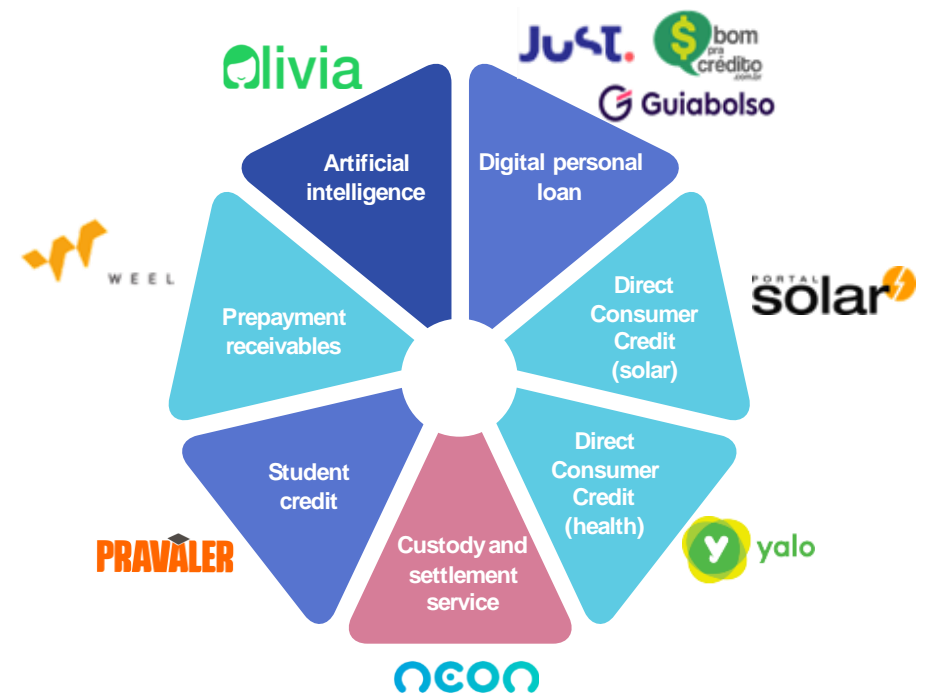 Olivia
JUST.
bom
pra
crédito
.com.br
Guiabolso
Artificial
intelligence
Digital personal
loan
WEEL
Prepayment
receivables
Direct
Consumer
Credit
(solar)
PORTAL
solar
Student
credit
Direct
Consumer
Credit
(health)
PRAVALER
Custody and
settlement
service
y yalo
neon